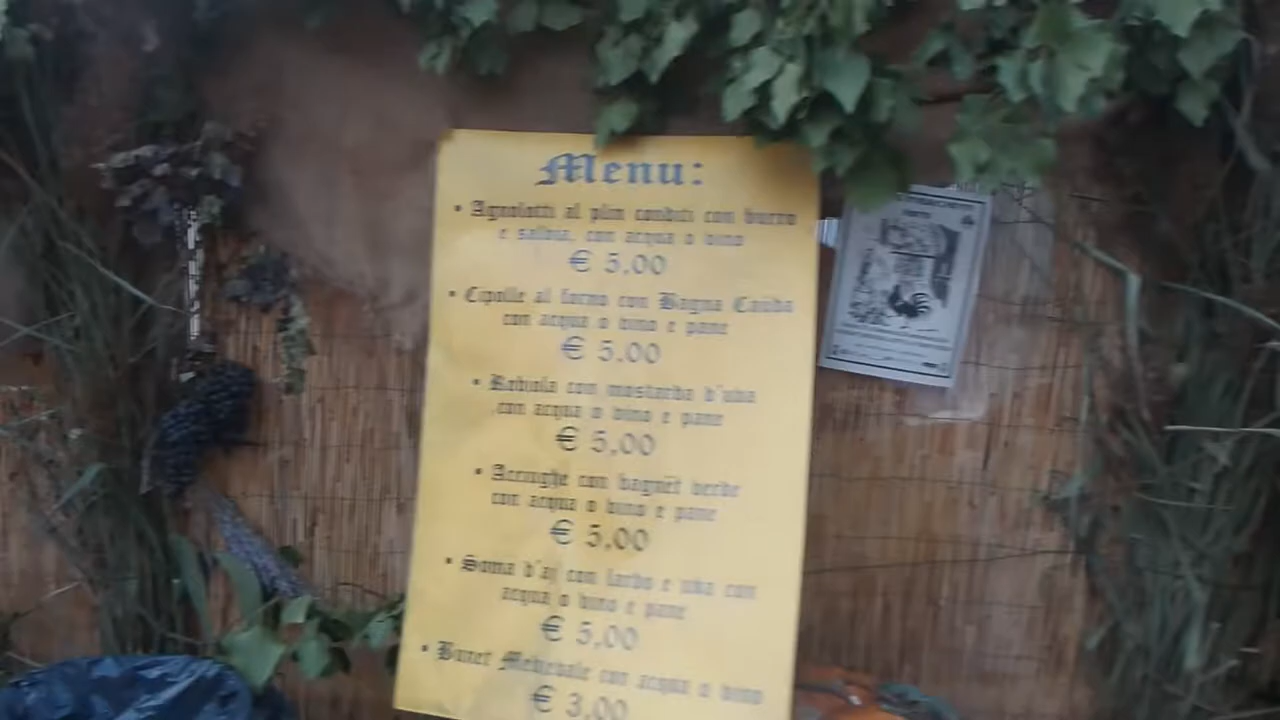 Menu:
• Agnolotti al plin conditi con burro
e salvia, con acqua o vino
€ 5.00
• Cipolle al forno con Bagna Cauda
con acqua o vino e pane
€ 5.00
• Robiola con mostarda d'uva
con acqua o vino e pane
€ 5,00
• Acciughe con bagnët verde
con acqua o vino e pane
€ 5,00
• Soma d'aj con lardo e uva con
acqua o vino e pane
€ 5,00
• Bunet Medievale con acqua o vino
€ 3,00